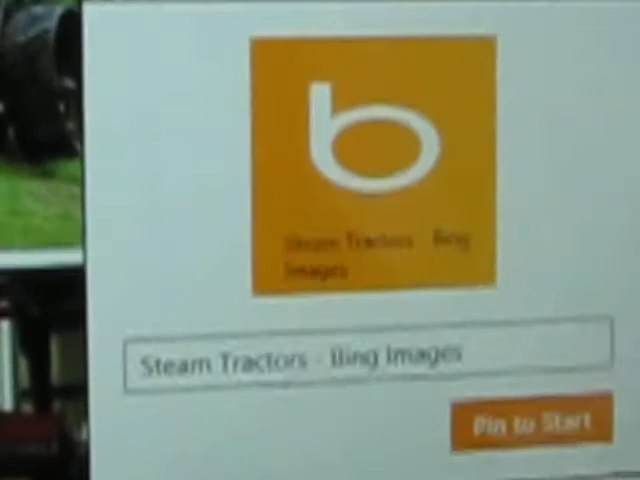 b
Steam Tractors - Bing
Images
Steam Tractors - Bing Images
Pin to Start